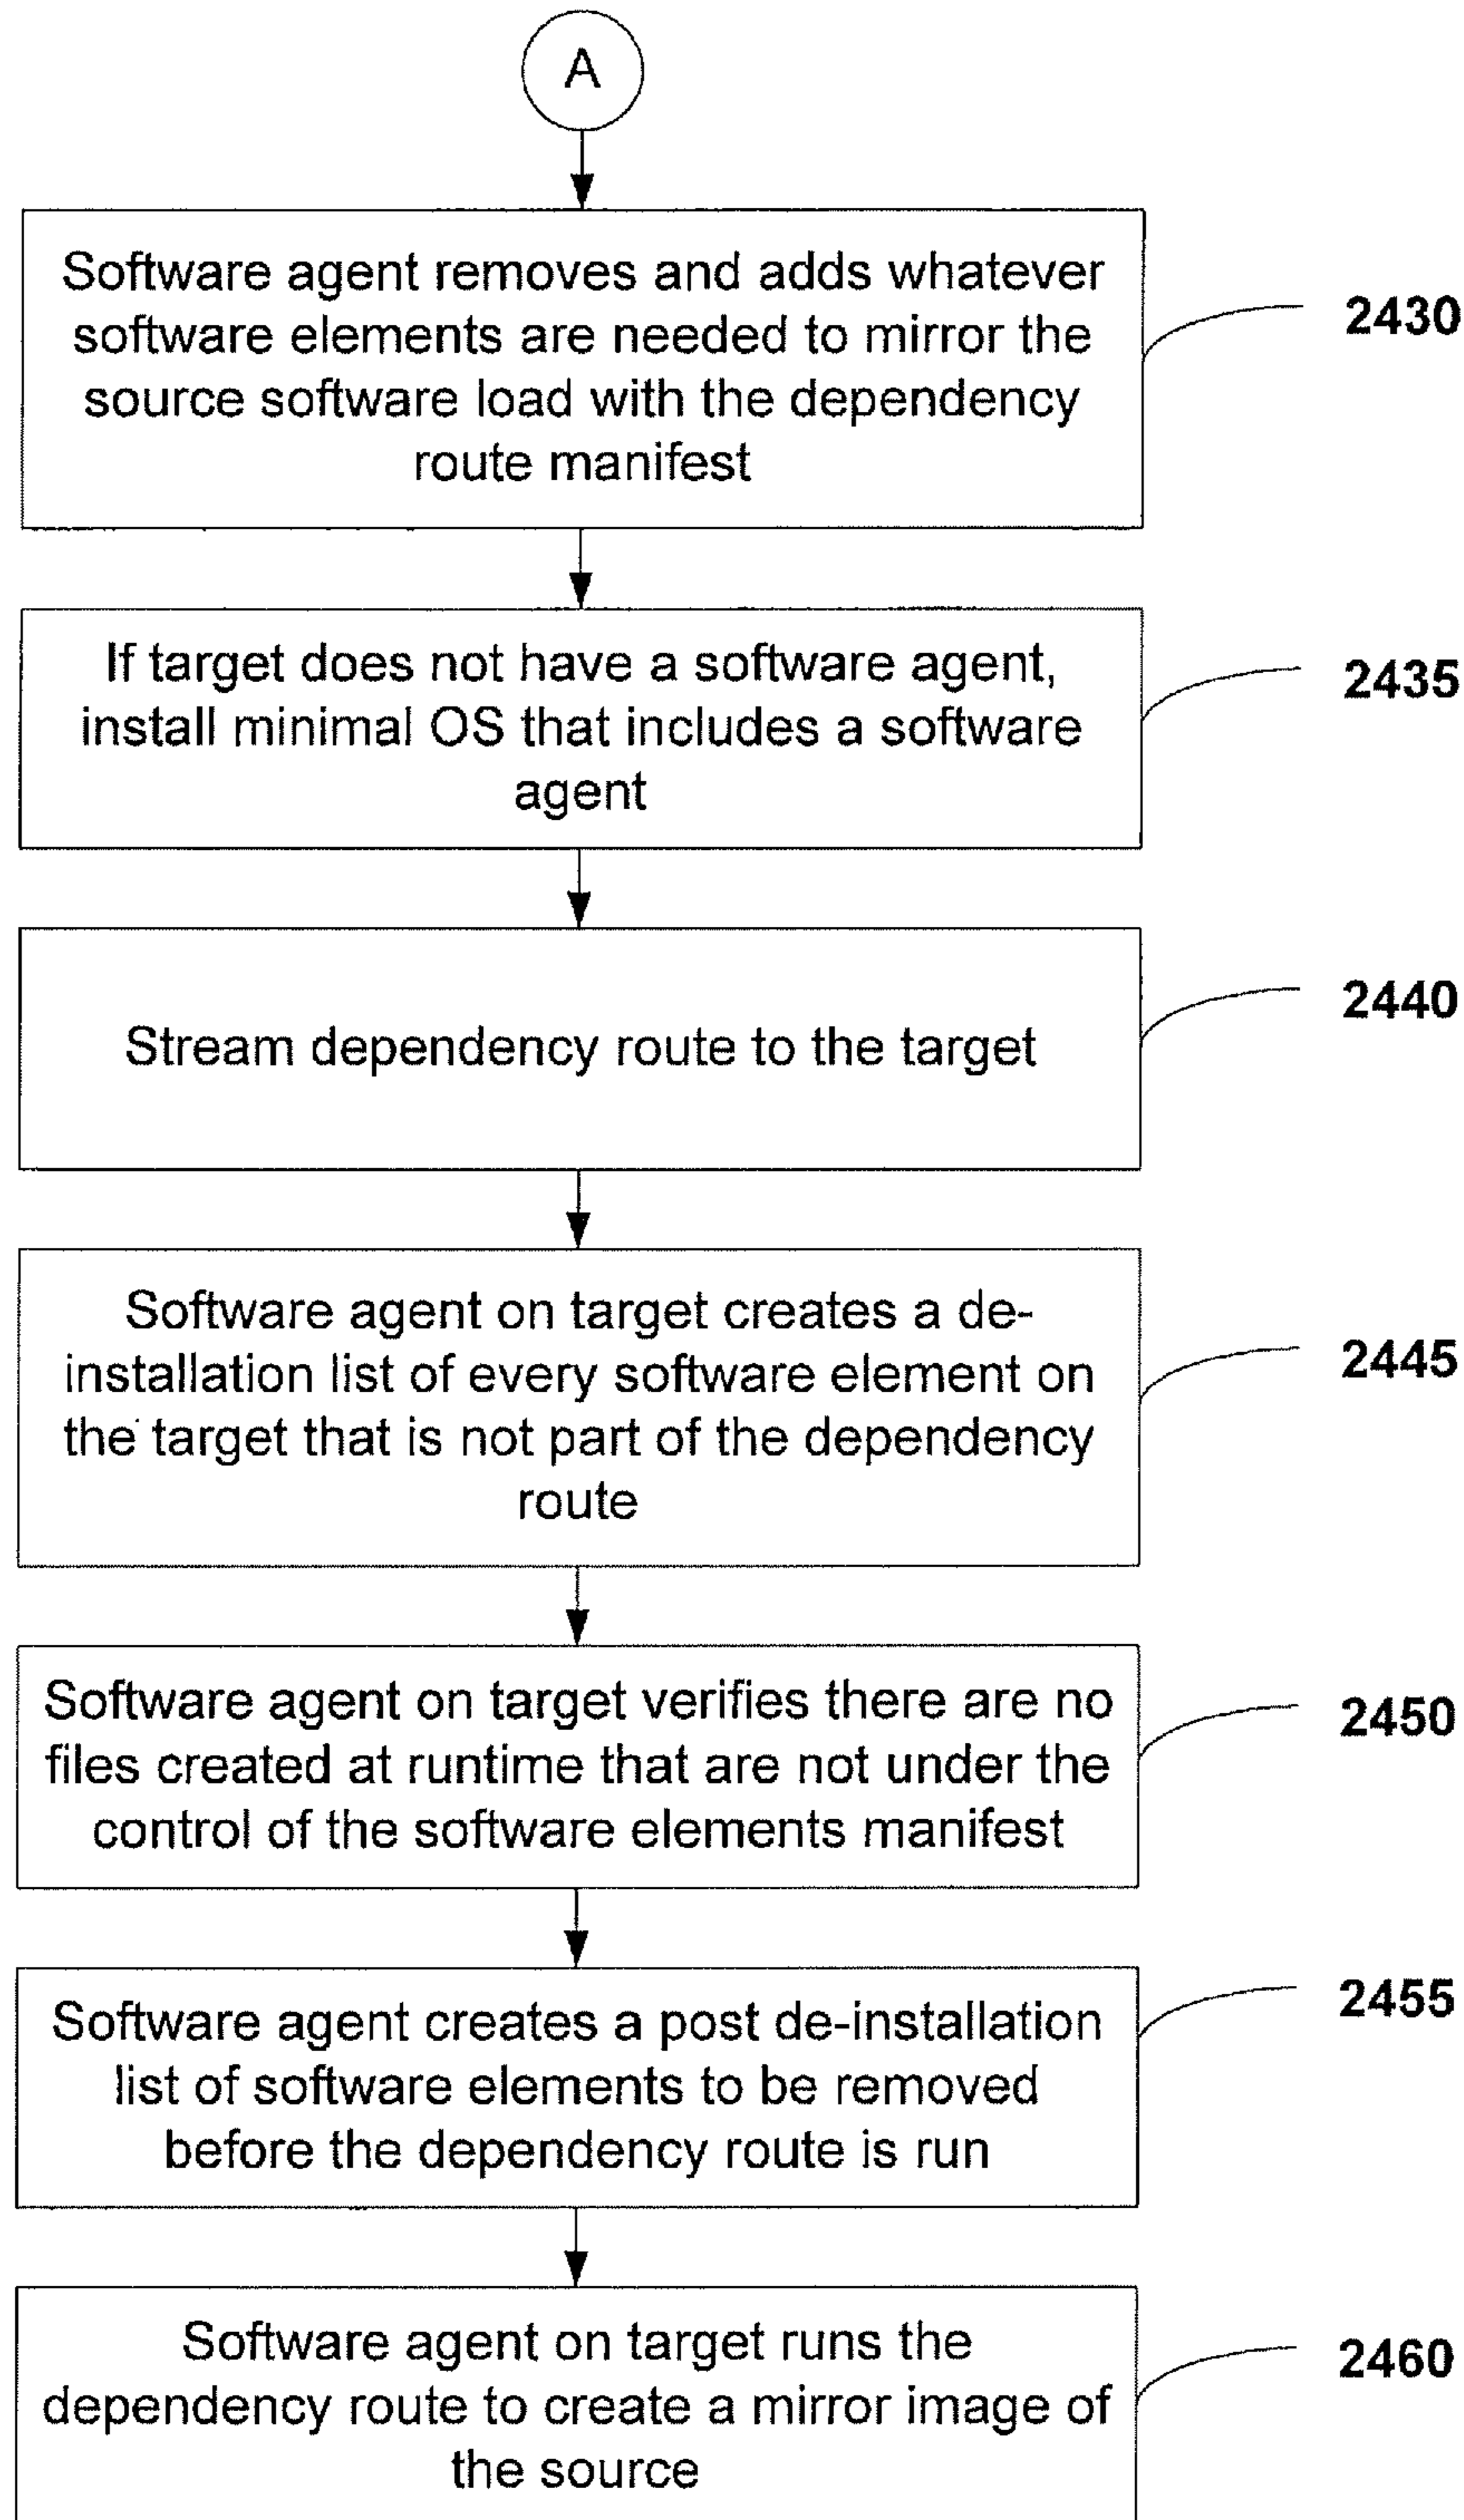 A
Software agent removes and adds whatever
software elements are needed to mirror the
source software load with the dependency
route manifest
2430
If target does not have a software agent,
install minimal OS that includes a software
agent
2435
Stream dependency route to the target
2440
Software agent on target creates a de-
installation list of every software element on
the target that is not part of the dependency
route
2445
Software agent on target verifies there are no
files created at runtime that are not under the
control of the software elements manifest
2450
Software agent creates a post de-installation
list of software elements to be removed
before the dependency route is run
2455
Software agent on target runs the
dependency route to create a mirror image of
the source
2460